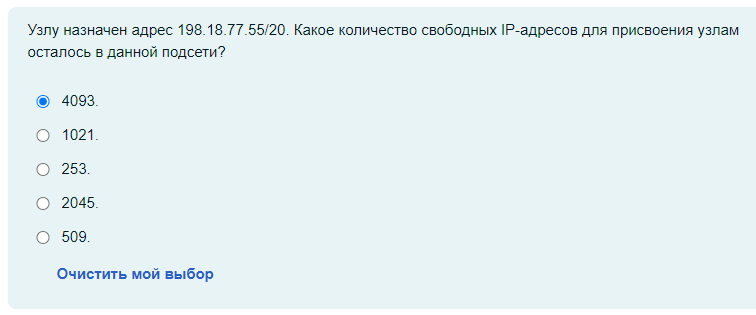 Узлу назначен адрес 198.18.77.55/20. Какое количество свободных IP-адресов для присвоения узлам
осталось в данной подсети?
4093.
1021.
253.
2045.
509.
Очистить мой выбор